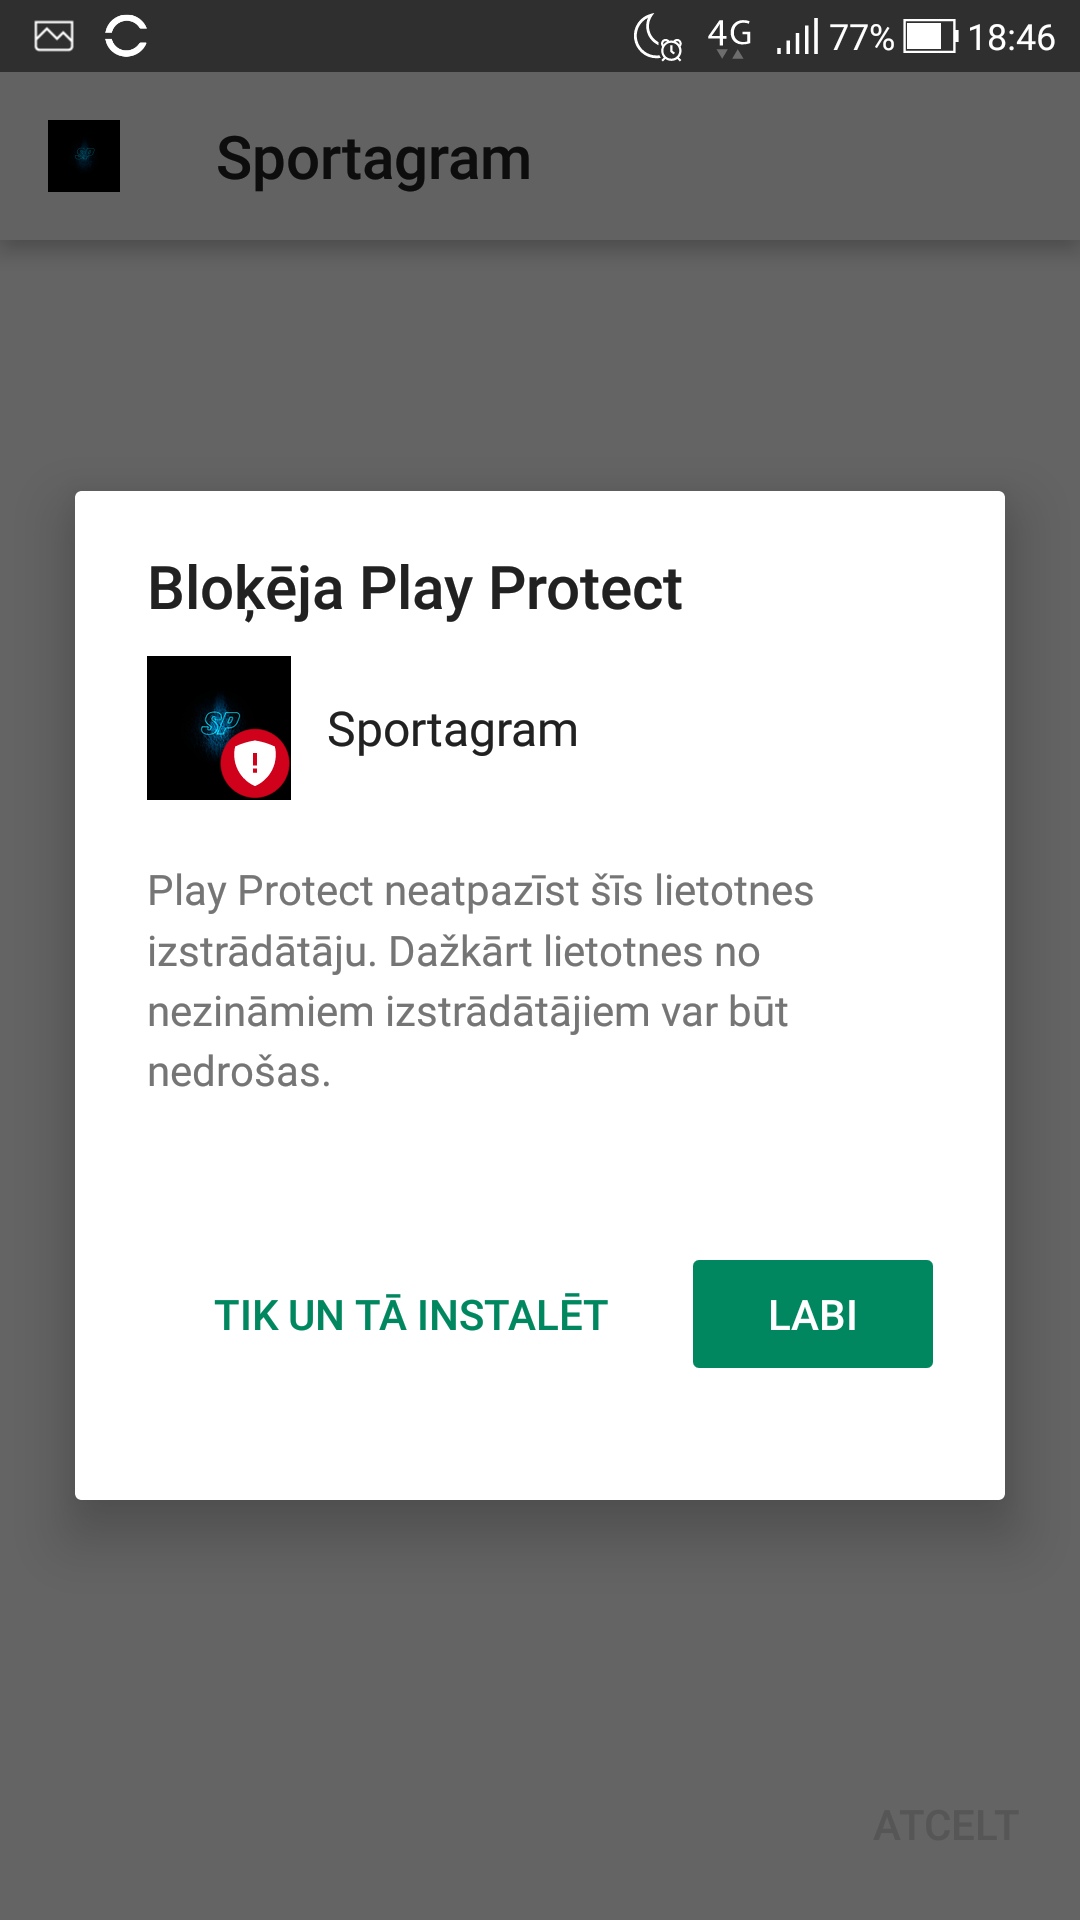 4G 77% 18:46
Sportagram
Bloķēja Play Protect
SP
Sportagram
Play Protect neatpazīst šīs lietotnes
izstrādātāju. Dažkārt lietotnes no
nezināmiem izstrādātājiem var būt
nedrošas.
TIK UN TĀ INSTALĒT LABI
ATCELT